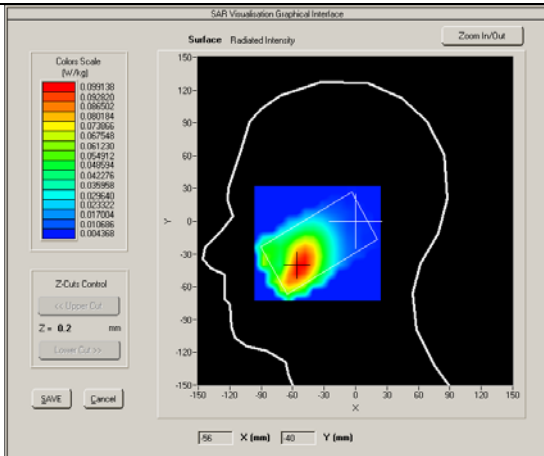 SAR Visualisation Graphical Interface
Surface Radiated Intensity
Zoom In/Out
Colors Scale
(W/kg)
0.099138
0.092820
0.086502
0.080184
0.073866
0.067548
0.061230
0.054912
0.048594
0.042276
0.035958
0.029640
0.023322
0.017004
0.010686
0.004368
Z-Cuts Control
<< Upper Cut
Z = 0.2 mm
Lower Cut >>
SAVE Cancel
150
120
90
60
30
0
-30
-60
-90
-120
-150
Y
-150 -120 -90 -60 -30 0 30 60 90 120 150
X
-56 X (mm) -40 Y (mm)